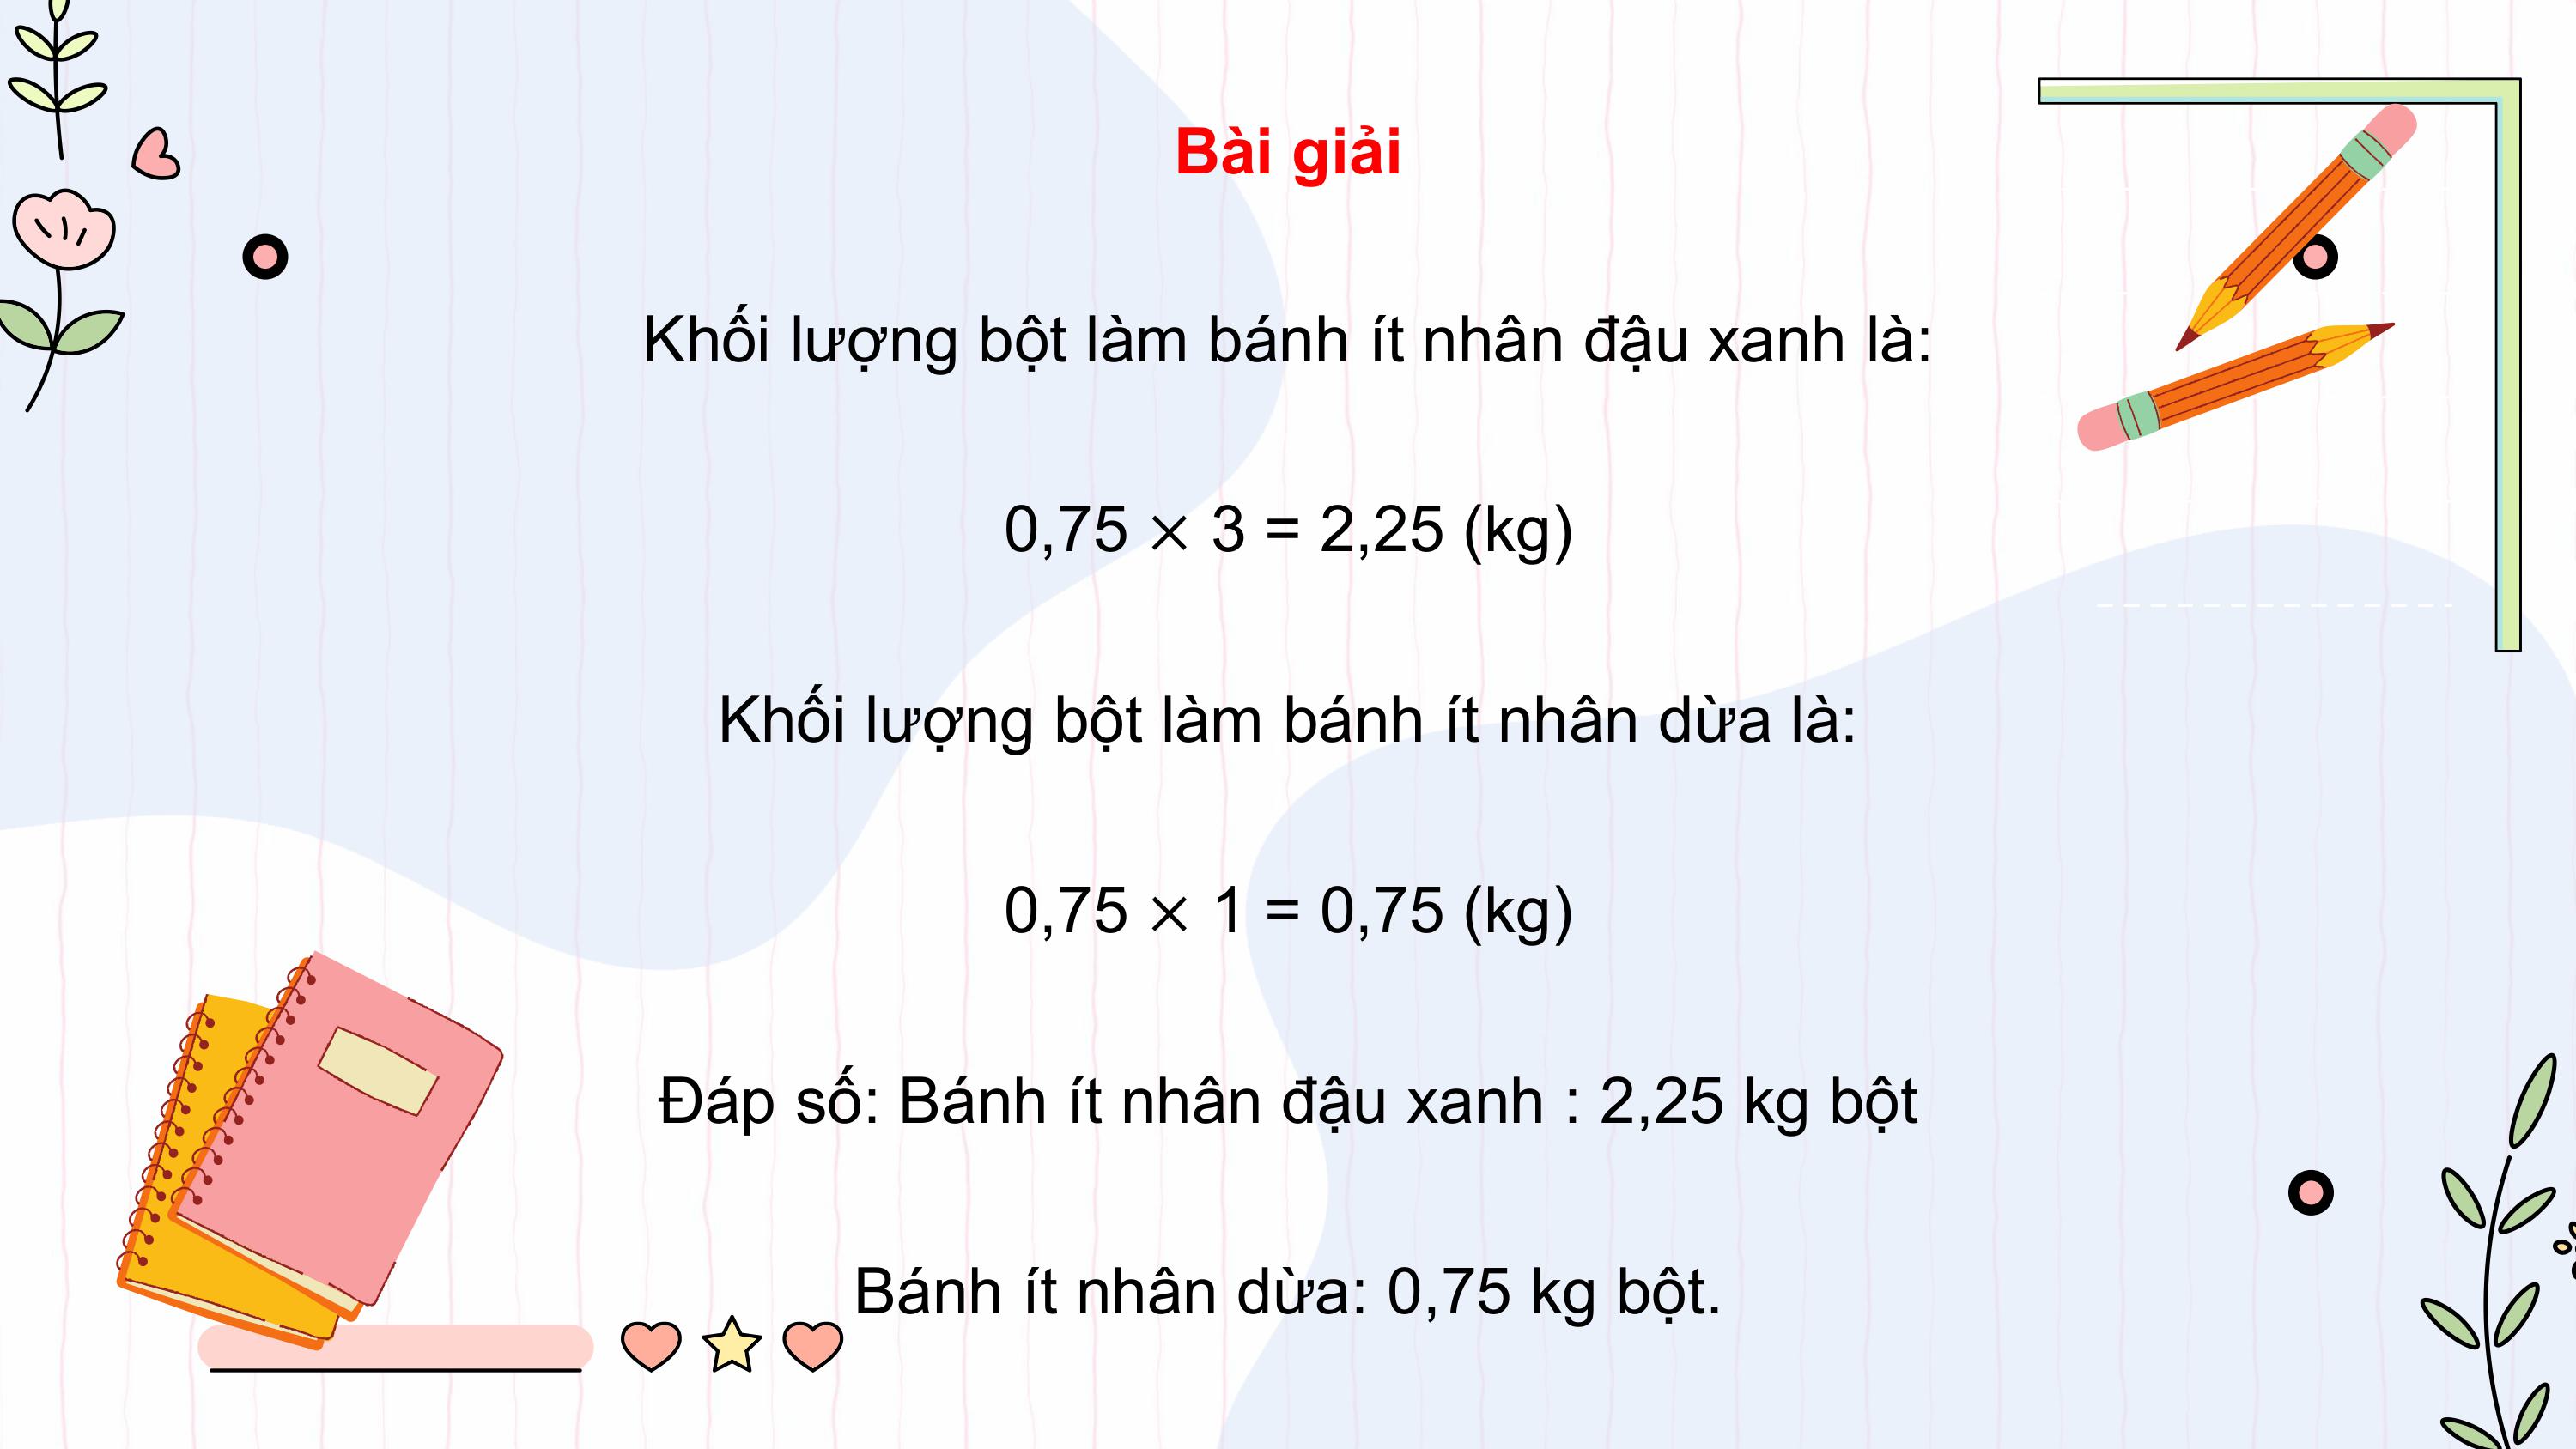 Bài giải
Khối lượng bột làm bánh ít nhân đậu xanh là:
0,75 × 3 = 2,25 (kg)
Khối lượng bột làm bánh ít nhân dừa là:
0,75 × 1 = 0,75 (kg)
Đáp số: Bánh ít nhân đậu xanh : 2,25 kg bột
Bánh ít nhân dừa: 0,75 kg bột.